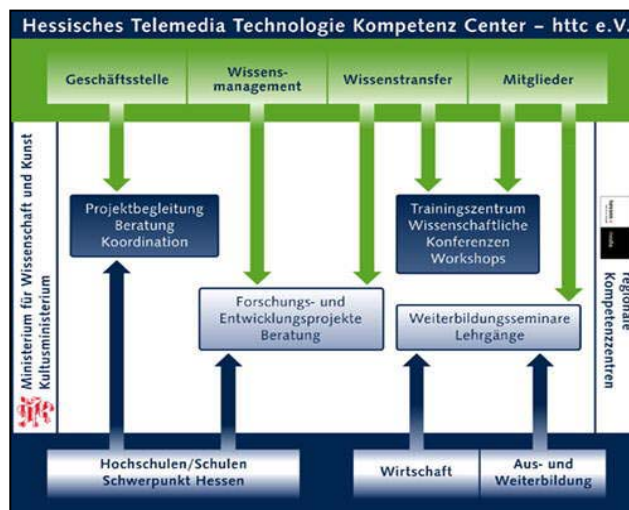 Hessisches Telemedia Technologie Kompetenz Center – httc e.V.
Geschäftsstelle
Wissens-
management
Wissenstransfer
Mitglieder
Ministerium für Wissenschaft und Kunst
Kultusministerium
Projektbegleitung
Beratung
Koordination
Trainingszentrum
Wissenschaftliche
Konferenzen
Workshops
Forschungs- und
Entwicklungsprojekte
Beratung
Weiterbildungsseminare
Lehrgänge
regionale
Kompetenzzentren
Hochschulen/Schulen
Schwerpunkt Hessen
Wirtschaft
Aus- und
Weiterbildung